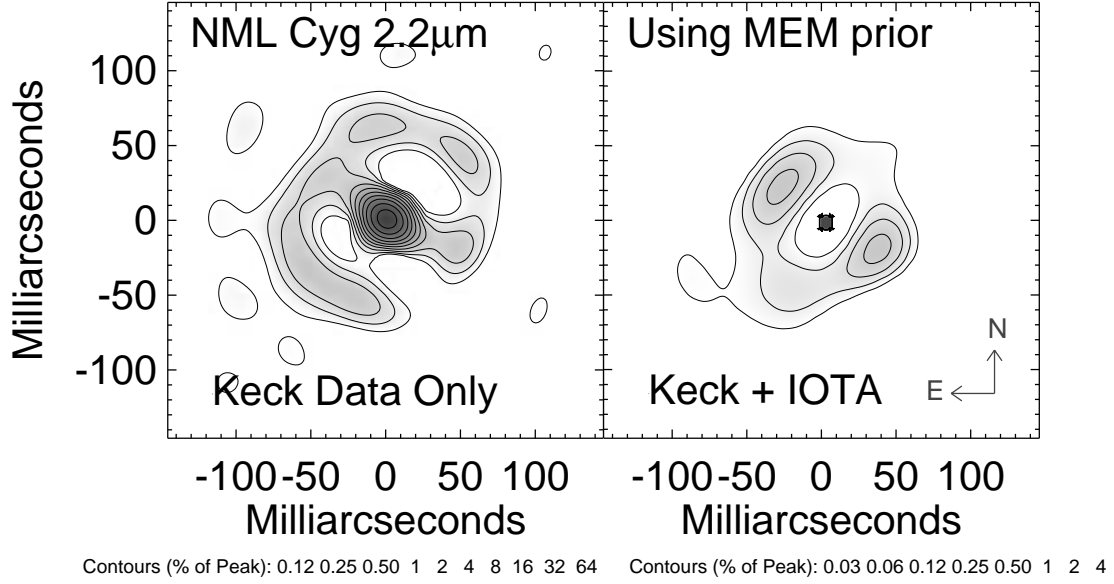 NML Cyg 2.2μm
Using MEM prior
Milliarcseconds
100
50
0
-50
-100
Keck Data Only
Keck + IOTA
N
E
-100 -50 0 50 100
-100 -50 0 50 100
Milliarcseconds
Milliarcseconds
Contours (% of Peak): 0.12 0.25 0.50 1 2 4 8 16 32 64
Contours (% of Peak): 0.03 0.06 0.12 0.25 0.50 1 2 4